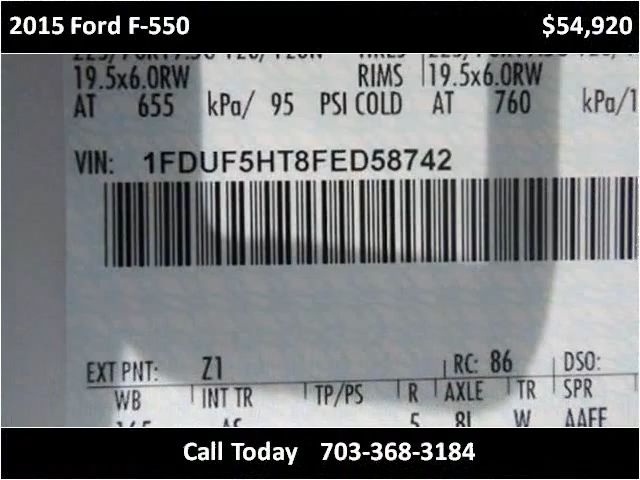 2015 Ford F-550 $54,920
19.5x6.0RW RIMS 19.5x6.0RW
AT 655 kPa/ 95 PSI COLD AT 760 kPa/1
VIN: 1FDUF5HT8FED58742
EXT PNT: Z1 RC: 86 DSO:
WB INT TR TP/PS R AXLE TR SPR
5 8L W AAFF
Call Today 703-368-3184